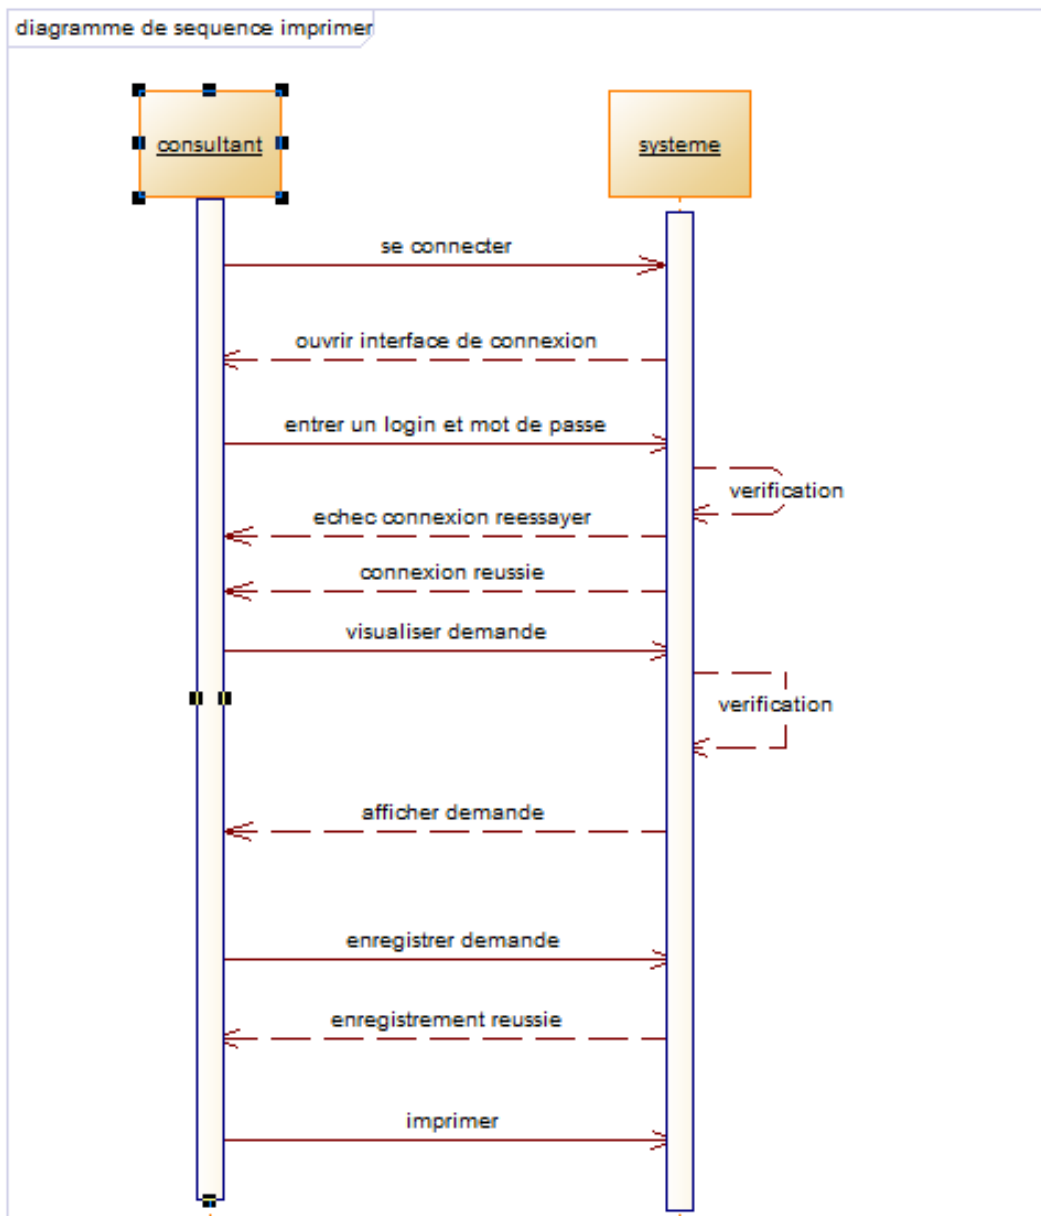 diagramme de sequence imprimer
consultant
systeme
se connecter
ouvrir interface de connexion
entrer un login et mot de passe
verification
echec connexion reessayer
connexion reussie
visualiser demande
verification
afficher demande
enregistrer demande
enregistrement reussie
imprimer